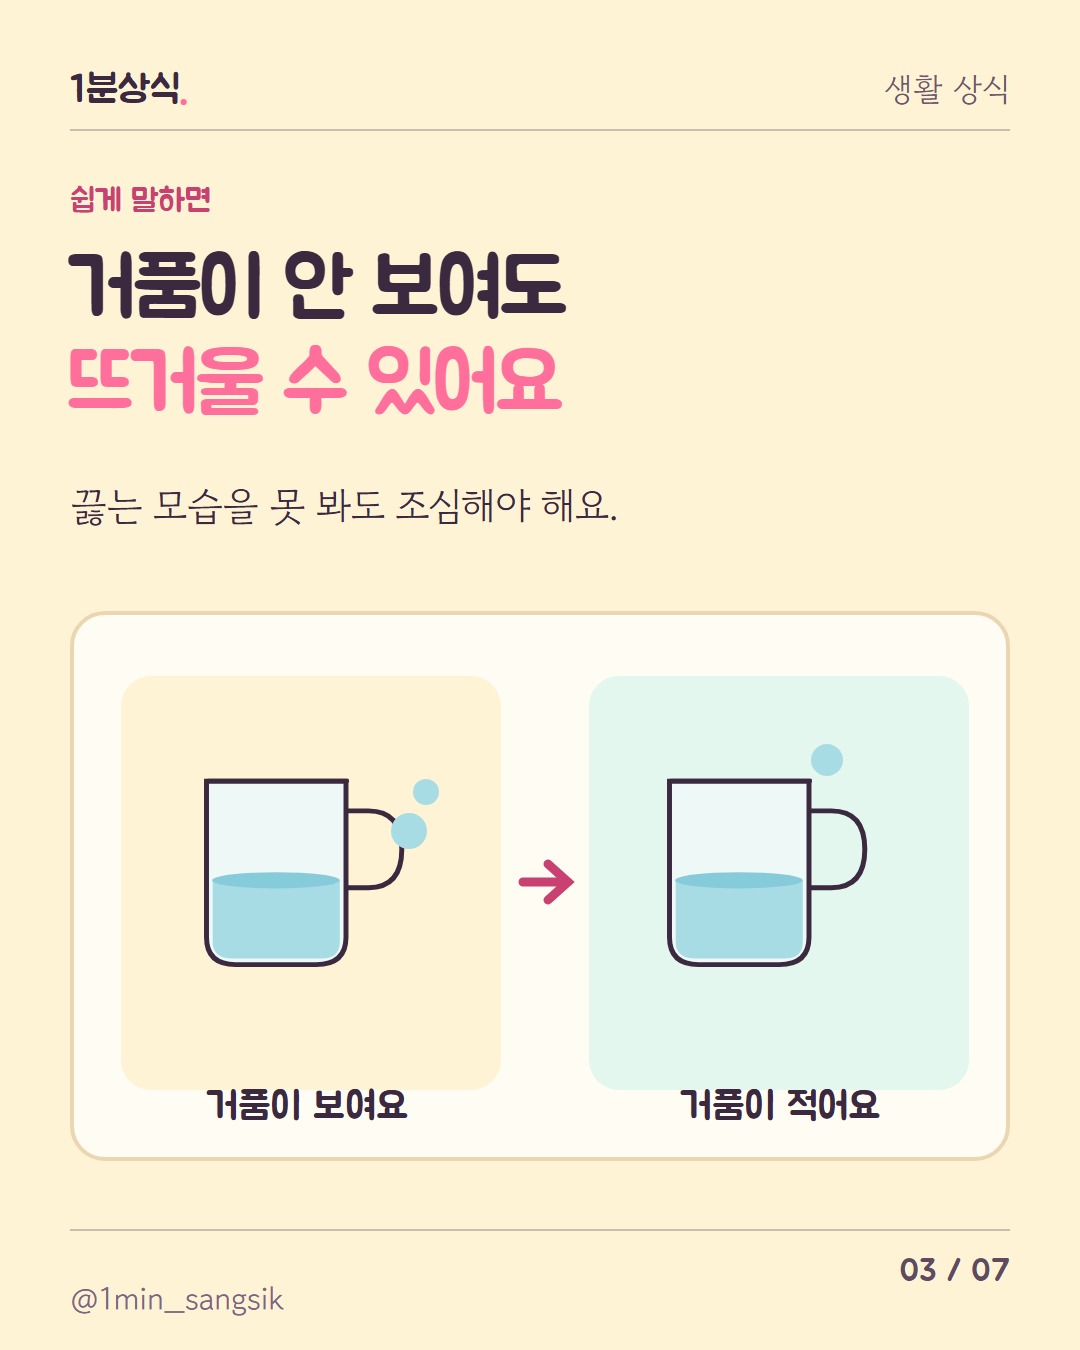 1분상식.
생활 상식
쉽게 말하면
거품이 안 보여도
뜨거울 수 있어요
끓는 모습을 못 봐도 조심해야 해요.
거품이 보여요
거품이 적어요
03 / 07
@1min_sangsik